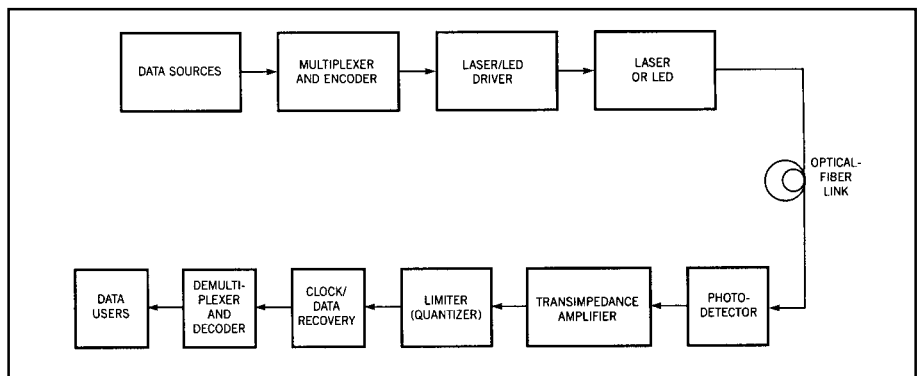 DATA SOURCES
MULTIPLEXER
AND ENCODER
LASER/LED
DRIVER
LASER
OR LED
OPTICAL-
FIBER
LINK
DATA
USERS
DEMULTI-
PLEXER
AND
DECODER
CLOCK/
DATA
RECOVERY
LIMITER
(QUANTIZER)
TRANSIMPEDANCE
AMPLIFIER
PHOTO-
DETECTOR